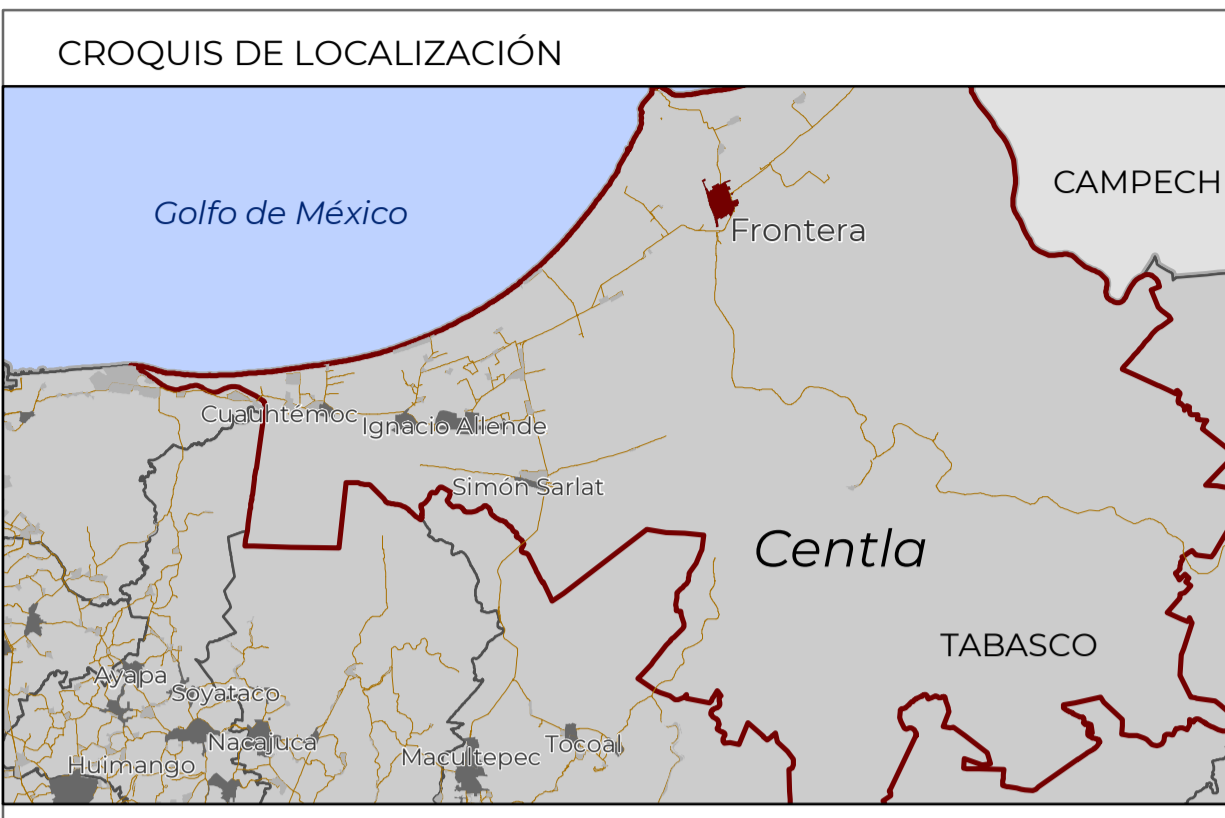 CROQUIS DE LOCALIZACIÓN
CAMPECH
Golfo de México
Frontera
Cuauhtémoc
Ignacio Allende
Simón Sarlat
Centla
TABASCO
Ayapa
Soyataco
Nacajuca
Tocoal
Macultepec
Huimango